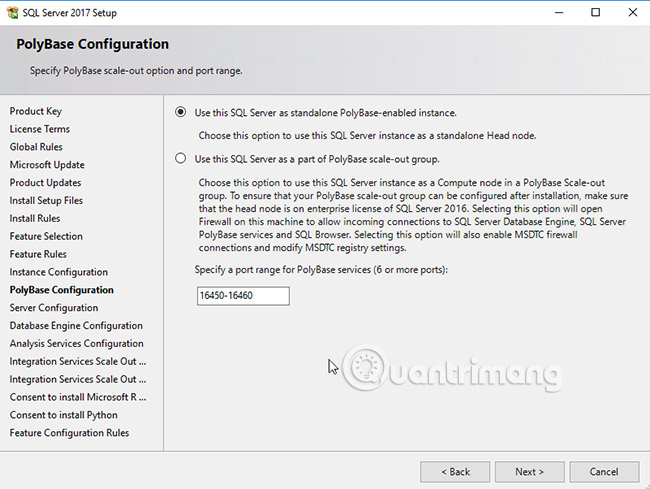 SQL Server 2017 Setup
PolyBase Configuration
Specify PolyBase scale-out option and port range.
Product Key
License Terms
Global Rules
Microsoft Update
Product Updates
Install Setup Files
Install Rules
Feature Selection
Feature Rules
Instance Configuration
PolyBase Configuration
Server Configuration
Database Engine Configuration
Analysis Services Configuration
Integration Services Scale Out ...
Integration Services Scale Out ...
Consent to install Microsoft R ...
Consent to install Python
Feature Configuration Rules
Use this SQL Server as standalone PolyBase-enabled instance.
Choose this option to use this SQL Server instance as a standalone Head node.
Use this SQL Server as a part of PolyBase scale-out group.
Choose this option to use this SQL Server instance as a Compute node in a PolyBase Scale-out
group. To ensure that your PolyBase scale-out group can be configured after installation, make sure
that the head node is on enterprise license of SQL Server 2016. Selecting this option will open
Firewall on this machine to allow incoming connections to SQL Server Database Engine, SQL Server
PolyBase services and SQL Browser. Selecting this option will also enable MSDTC firewall
connections and modify MSDTC registry settings.
Specify a port range for PolyBase services (6 or more ports):
16450-16460
Quantrimang
< Back
Next >
Cancel